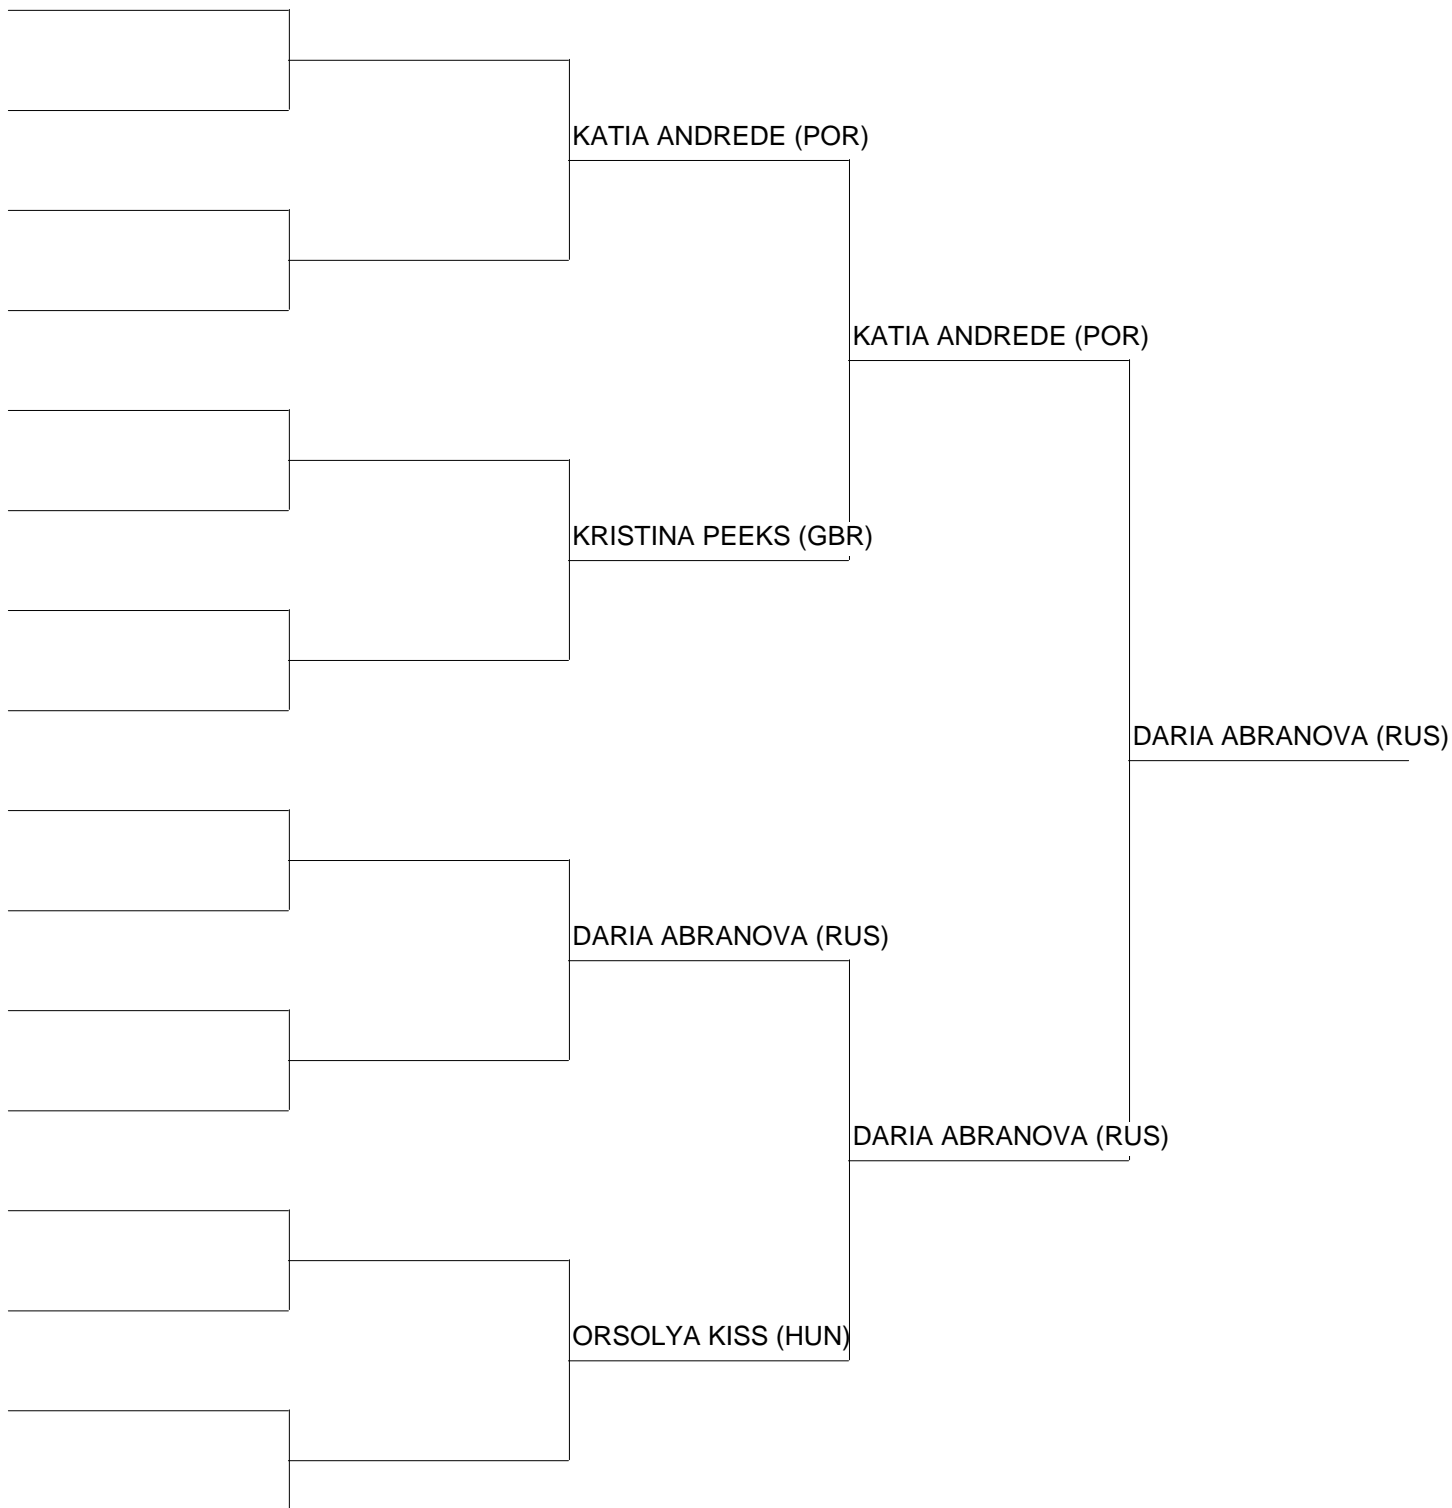 KATIA ANDREDE (POR)
KATIA ANDREDE (POR)
KRISTINA PEEKS (GBR)
DARIA ABRANOVA (RUS)
DARIA ABRANOVA (RUS)
DARIA ABRANOVA (RUS)
ORSOLYA KISS (HUN)